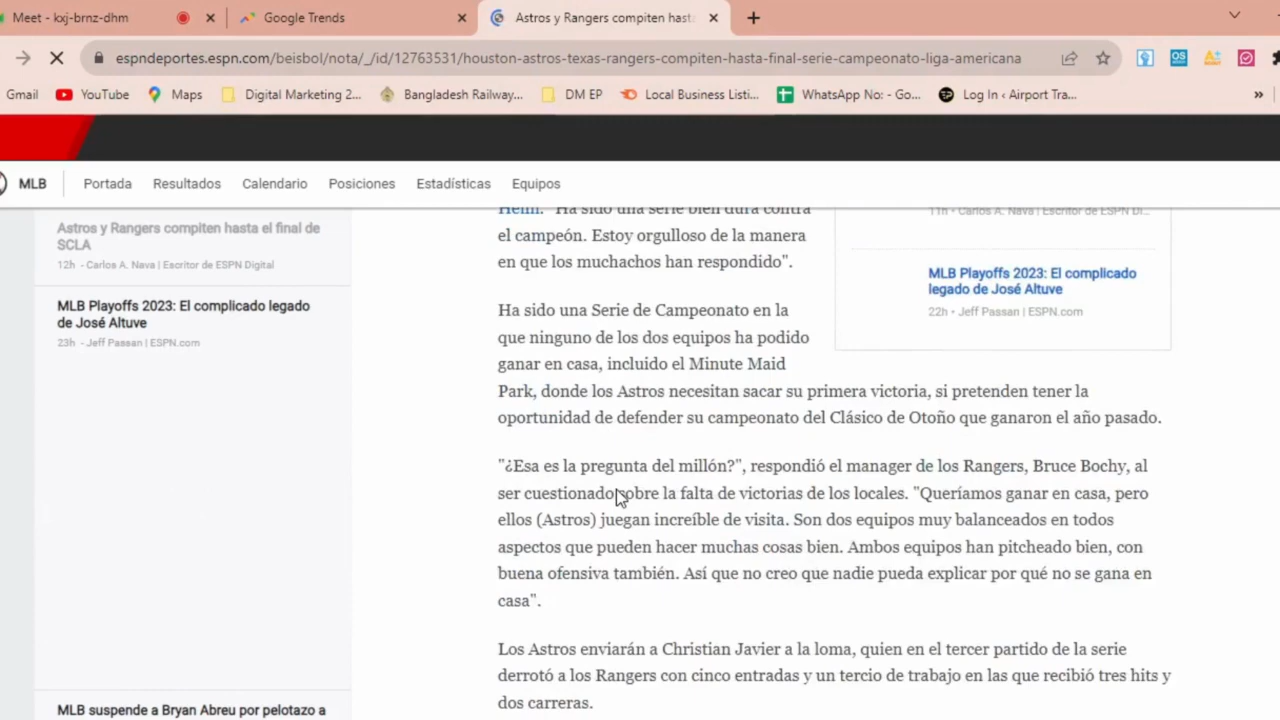 Meet - kxj-brnz-dhm
Google Trends
Astros y Rangers compiten hast
espndeportes.espn.com/beisbol/nota/_/id/12763531/houston-astros-texas-rangers-compiten-hasta-final-serie-campeonato-liga-americana
Gmail
YouTube
Maps
Digital Marketing 2...
Bangladesh Railway...
DM EP
Local Business Listi...
WhatsApp No: - Go...
Log In ‹ Airport Tra...
»
MLB
Portada
Resultados
Calendario
Posiciones
Estadísticas
Equipos
Astros y Rangers compiten hasta el final de
SCLA
12h - Carlos A. Nava | Escritor de ESPN Digital
MLB Playoffs 2023: El complicado legado
de José Altuve
23h - Jeff Passan | ESPN.com
MLB suspende a Bryan Abreu por pelotazo a
Heim. "Ha sido una serie bien dura contra
el campeón. Estoy orgulloso de la manera
en que los muchachos han respondido".
Ha sido una Serie de Campeonato en la
que ninguno de los dos equipos ha podido
ganar en casa, incluido el Minute Maid
Park, donde los Astros necesitan sacar su primera victoria, si pretenden tener la
oportunidad de defender su campeonato del Clásico de Otoño que ganaron el año pasado.
"¿Esa es la pregunta del millón?", respondió el manager de los Rangers, Bruce Bochy, al
ser cuestionado sobre la falta de victorias de los locales. "Queríamos ganar en casa, pero
ellos (Astros) juegan increíble de visita. Son dos equipos muy balanceados en todos
aspectos que pueden hacer muchas cosas bien. Ambos equipos han pitcheado bien, con
buena ofensiva también. Así que no creo que nadie pueda explicar por qué no se gana en
casa".
Los Astros enviarán a Christian Javier a la loma, quien en el tercer partido de la serie
derrotó a los Rangers con cinco entradas y un tercio de trabajo en las que recibió tres hits y
dos carreras.
11h - Carlos A. Nava | Escritor de ESPN Di...
MLB Playoffs 2023: El complicado
legado de José Altuve
22h • Jeff Passan | ESPN.com